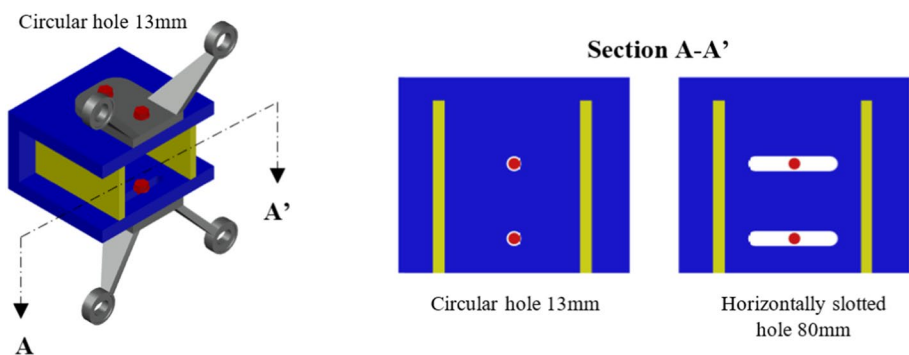 Circular hole 13mm
A
A’
Section A-A’
Circular hole 13mm
Horizontally slotted
hole 80mm